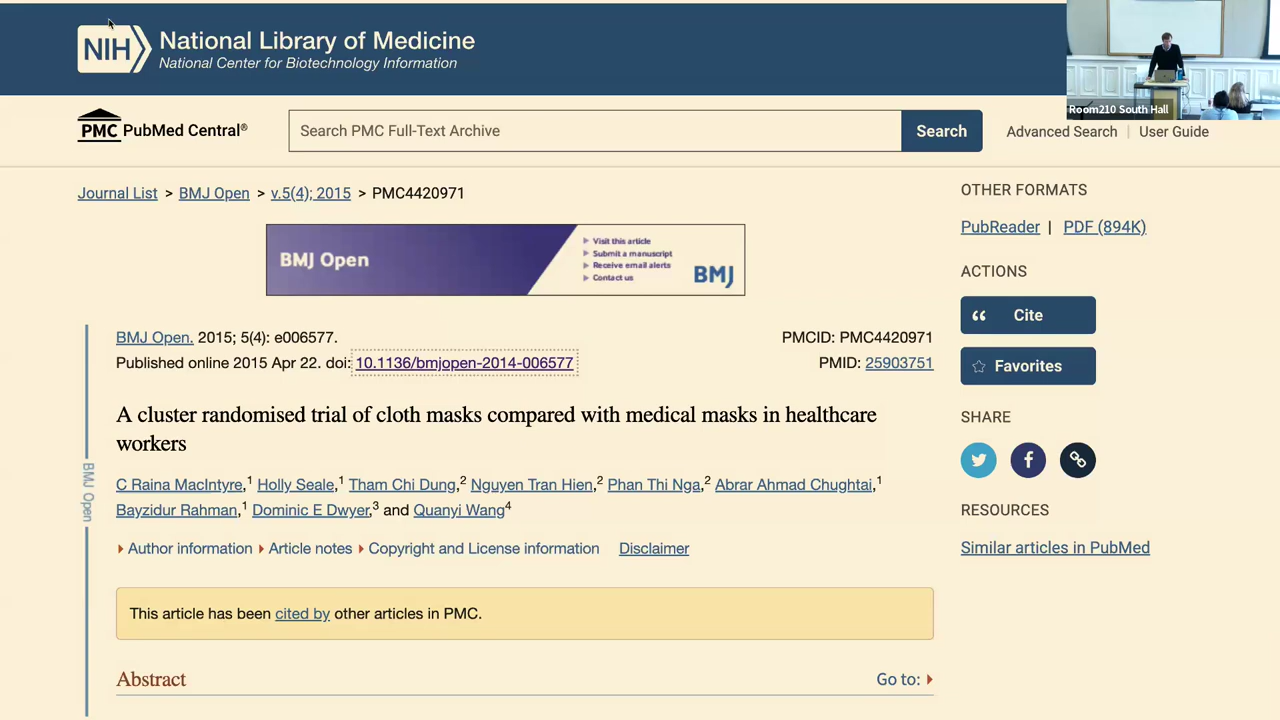 NIH
National Library of Medicine
National Center for Biotechnology Information
Room210 South Hall
PMC PubMed Central®
Search PMC Full-Text Archive
Search
Advanced Search | User Guide
Journal List > BMJ Open > v.5(4); 2015 > PMC4420971
BMJ Open
Visit this article
Submit a manuscript
Receive email alerts
Contact us
BMJ
BMJ Open. 2015; 5(4): e006577.
PMCID: PMC4420971
Published online 2015 Apr 22. doi: 10.1136/bmjopen-2014-006577
PMID: 25903751
A cluster randomised trial of cloth masks compared with medical masks in healthcare
workers
C Raina MacIntyre,1 Holly Seale,1 Tham Chi Dung,2 Nguyen Tran Hien,2 Phan Thi Nga,2 Abrar Ahmad Chughtai,1
Bayzidur Rahman,1 Dominic E Dwyer,3 and Quanyi Wang4
Author information Article notes Copyright and License information Disclaimer
This article has been cited by other articles in PMC.
Abstract
Go to:
BMJ Open
OTHER FORMATS
PubReader | PDF (894K)
ACTIONS
Cite
Favorites
SHARE
RESOURCES
Similar articles in PubMed